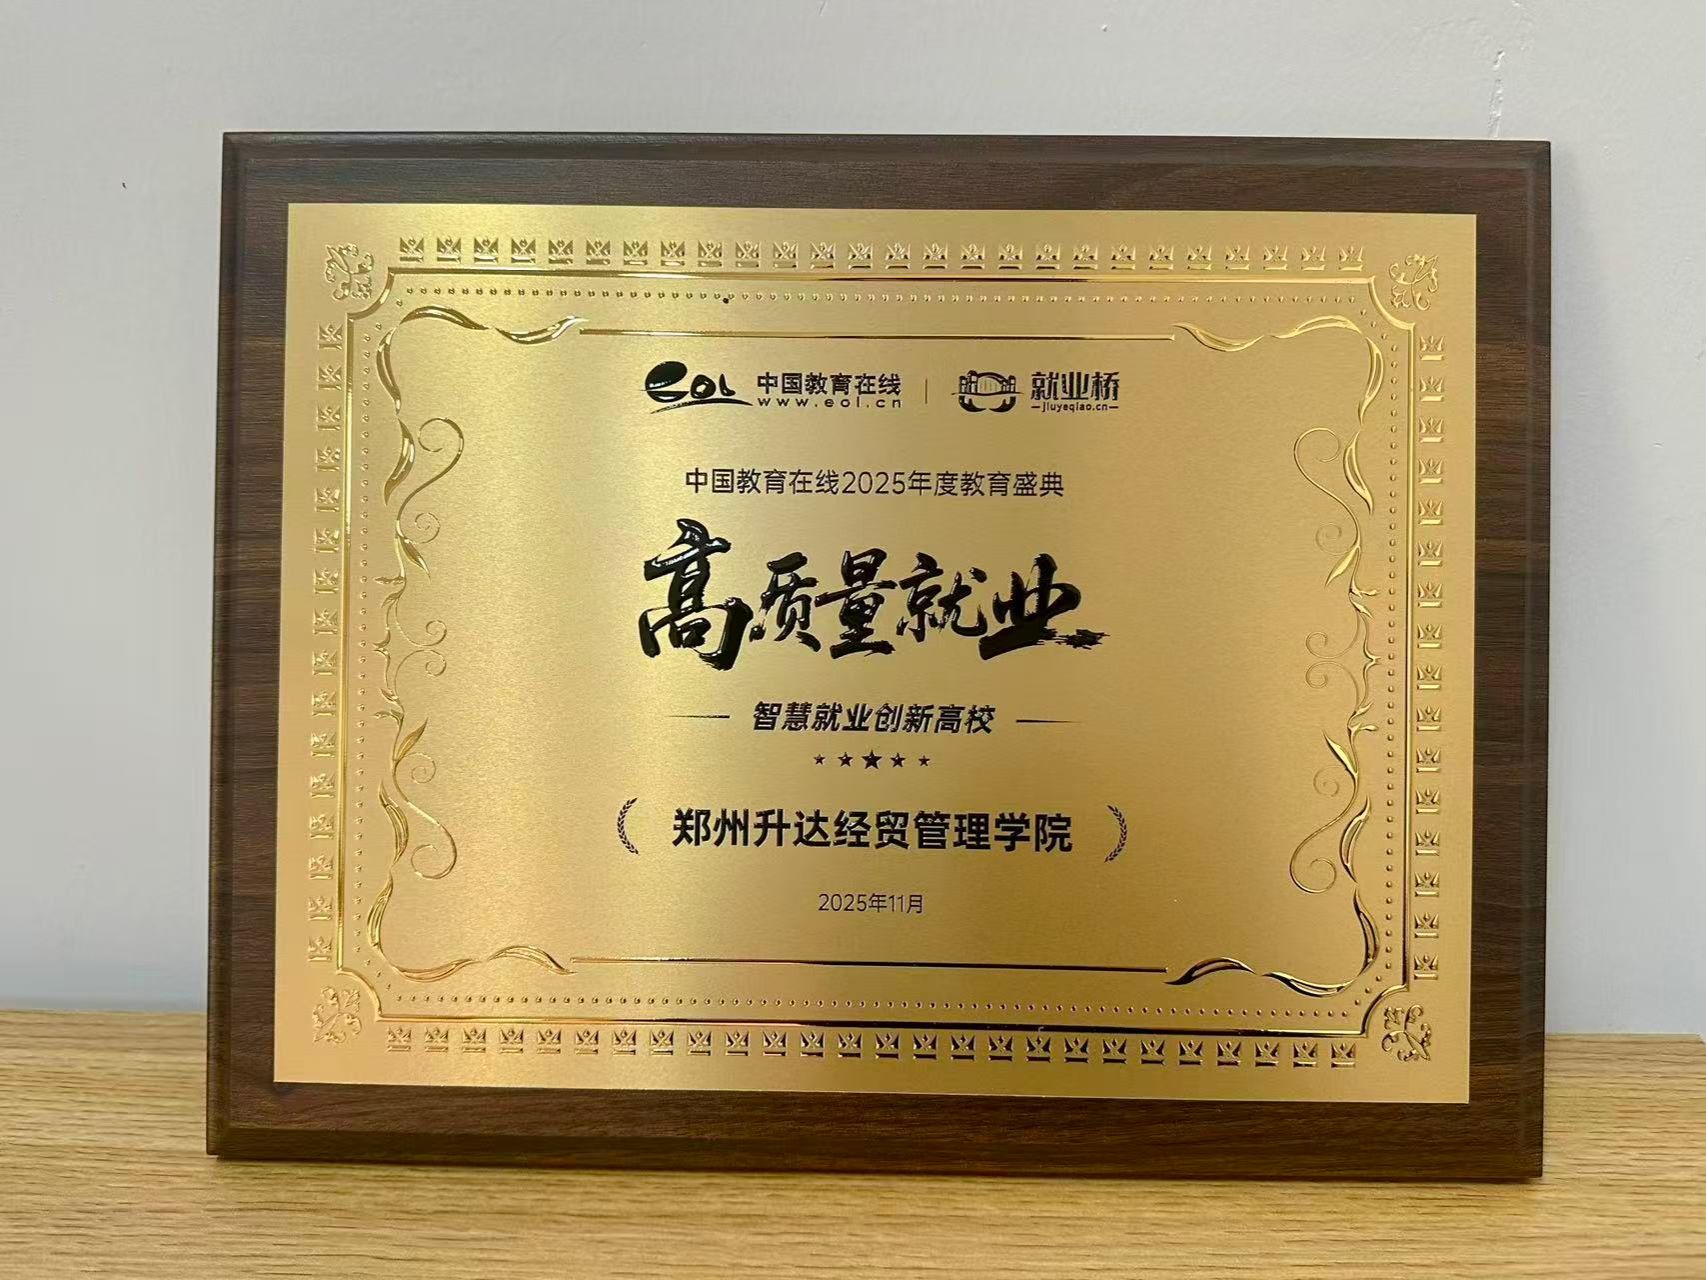 eol 中国教育在线 | 就业桥
www.eol.cn jiuyeqiao.cn
中国教育在线2025年度教育盛典
高质量就业
智慧就业创新高校
郑州升达经贸管理学院
2025年11月